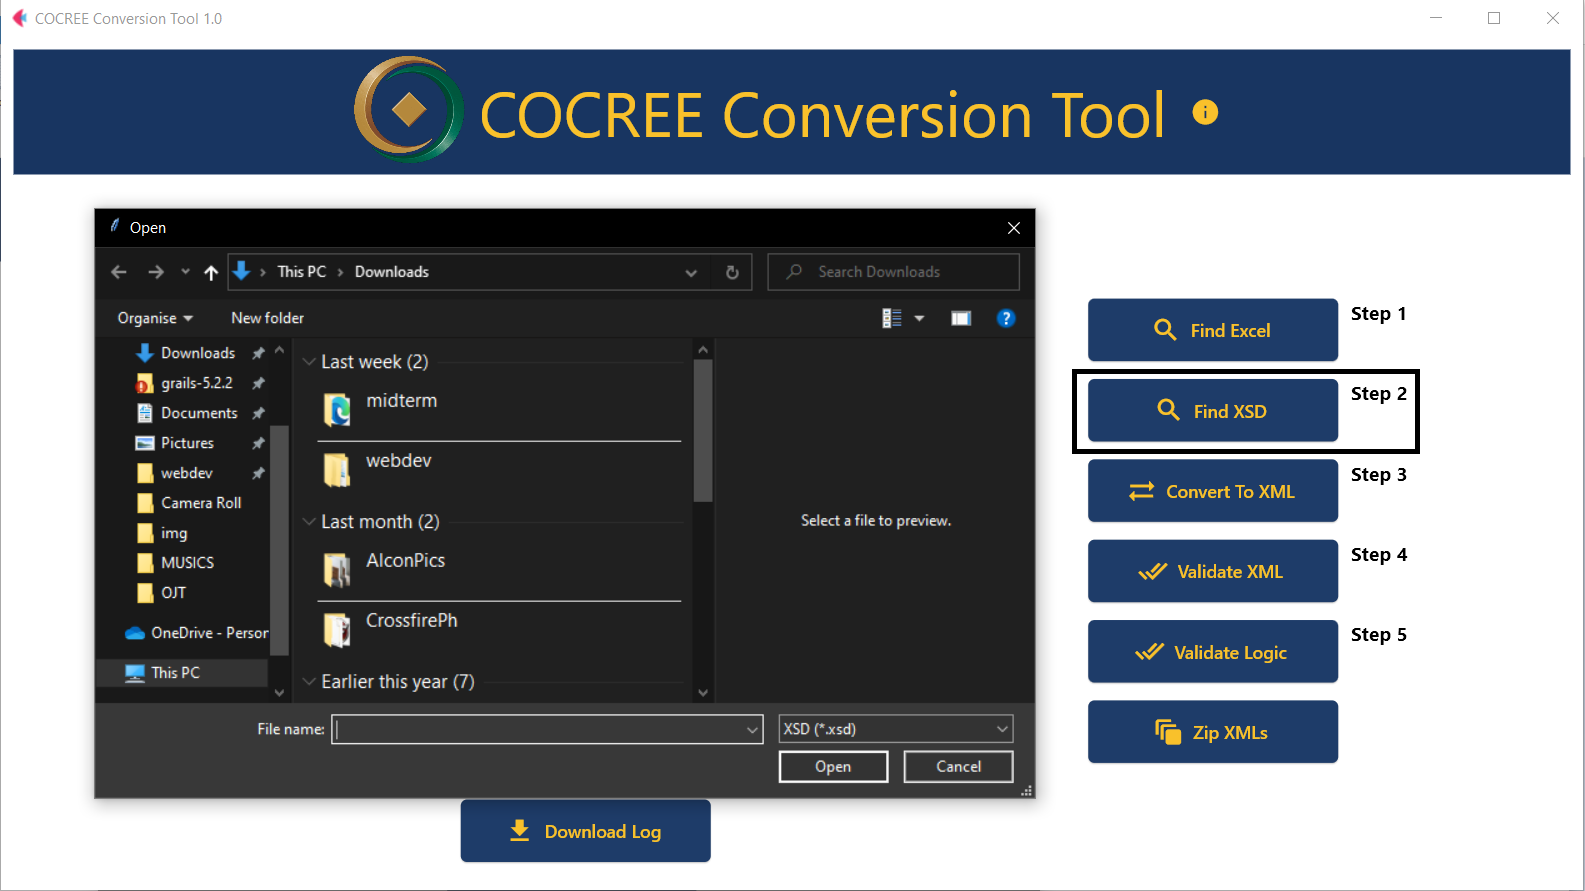 COCREE Conversion Tool 1.0
COCREE Conversion Tool
Open
This PC
Downloads
Search Downloads
Organise
New folder
Downloads
grails-5.2.2
Documents
Pictures
webdev
Camera Roll
img
MUSICS
OJT
OneDrive - Person
This PC
Last week (2)
midterm
webdev
Last month (2)
AIconPics
CrossfirePh
Earlier this year (7)
Select a file to preview.
File name:
XSD (*.xsd)
Open
Cancel
Find Excel
Step 1
Find XSD
Step 2
Convert To XML
Step 3
Validate XML
Step 4
Validate Logic
Step 5
Zip XMLs
Download Log